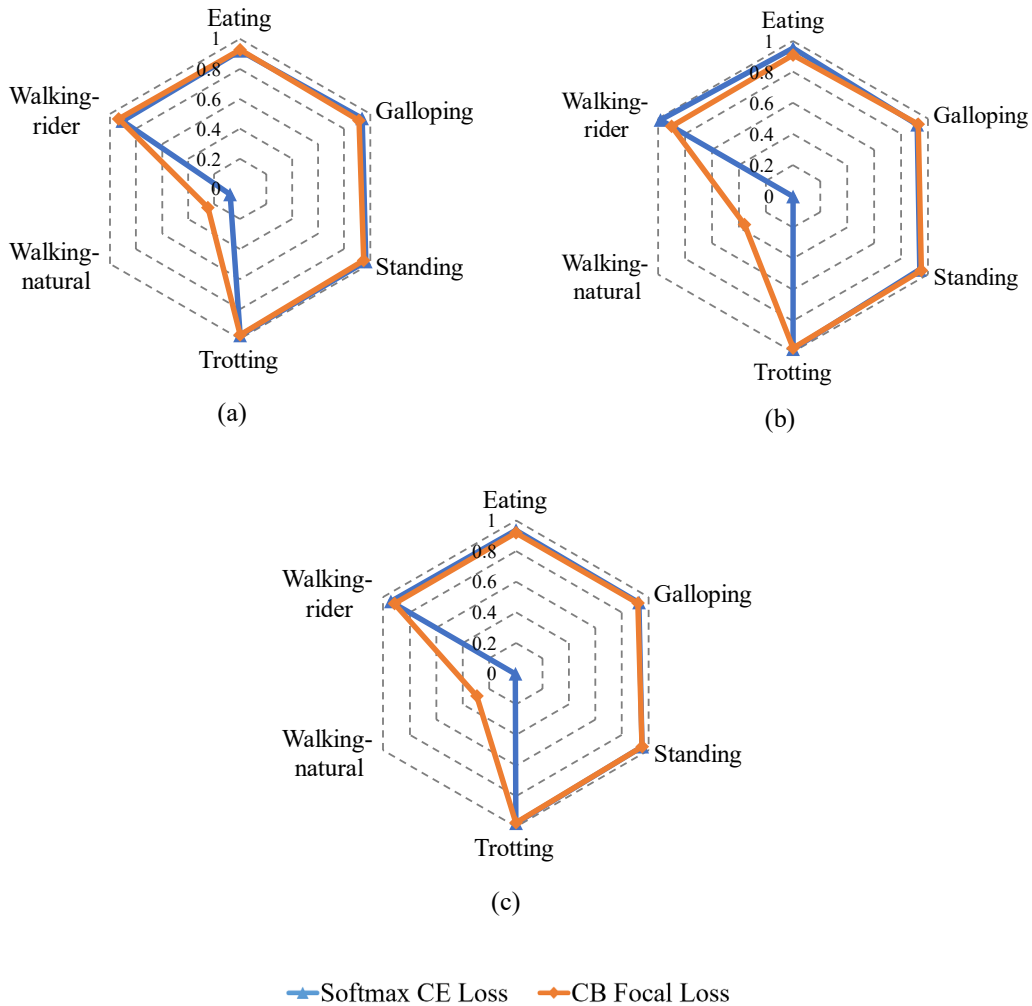 Eating
1
0.8
0.6
0.4
0.2
0
Galloping
Standing
Trotting
Walking-
natural
Walking-
rider
(a)
Eating
1
0.8
0.6
0.4
0.2
0
Galloping
Standing
Trotting
Walking-
natural
Walking-
rider
(b)
Eating
1
0.8
0.6
0.4
0.2
0
Galloping
Standing
Trotting
Walking-
natural
Walking-
rider
(c)
Softmax CE Loss CB Focal Loss